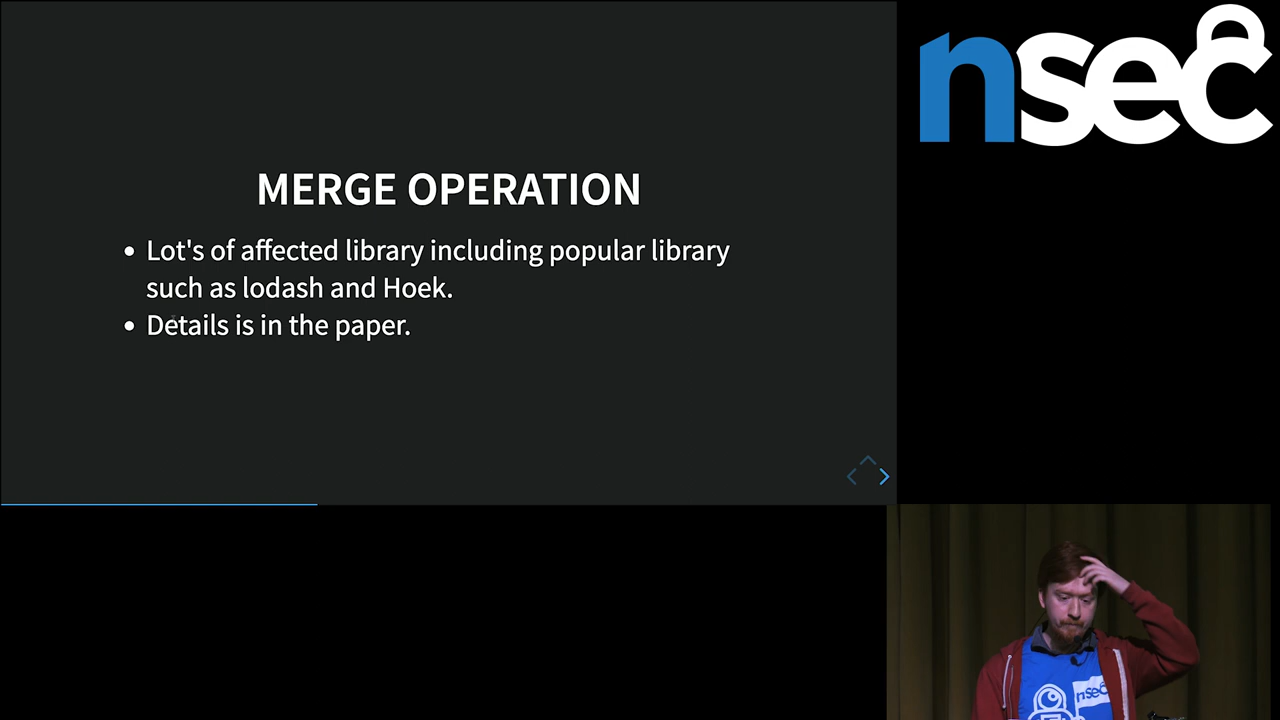 nsec
MERGE OPERATION
Lot's of affected library including popular library
such as lodash and Hoek.
Details is in the paper.
nsec